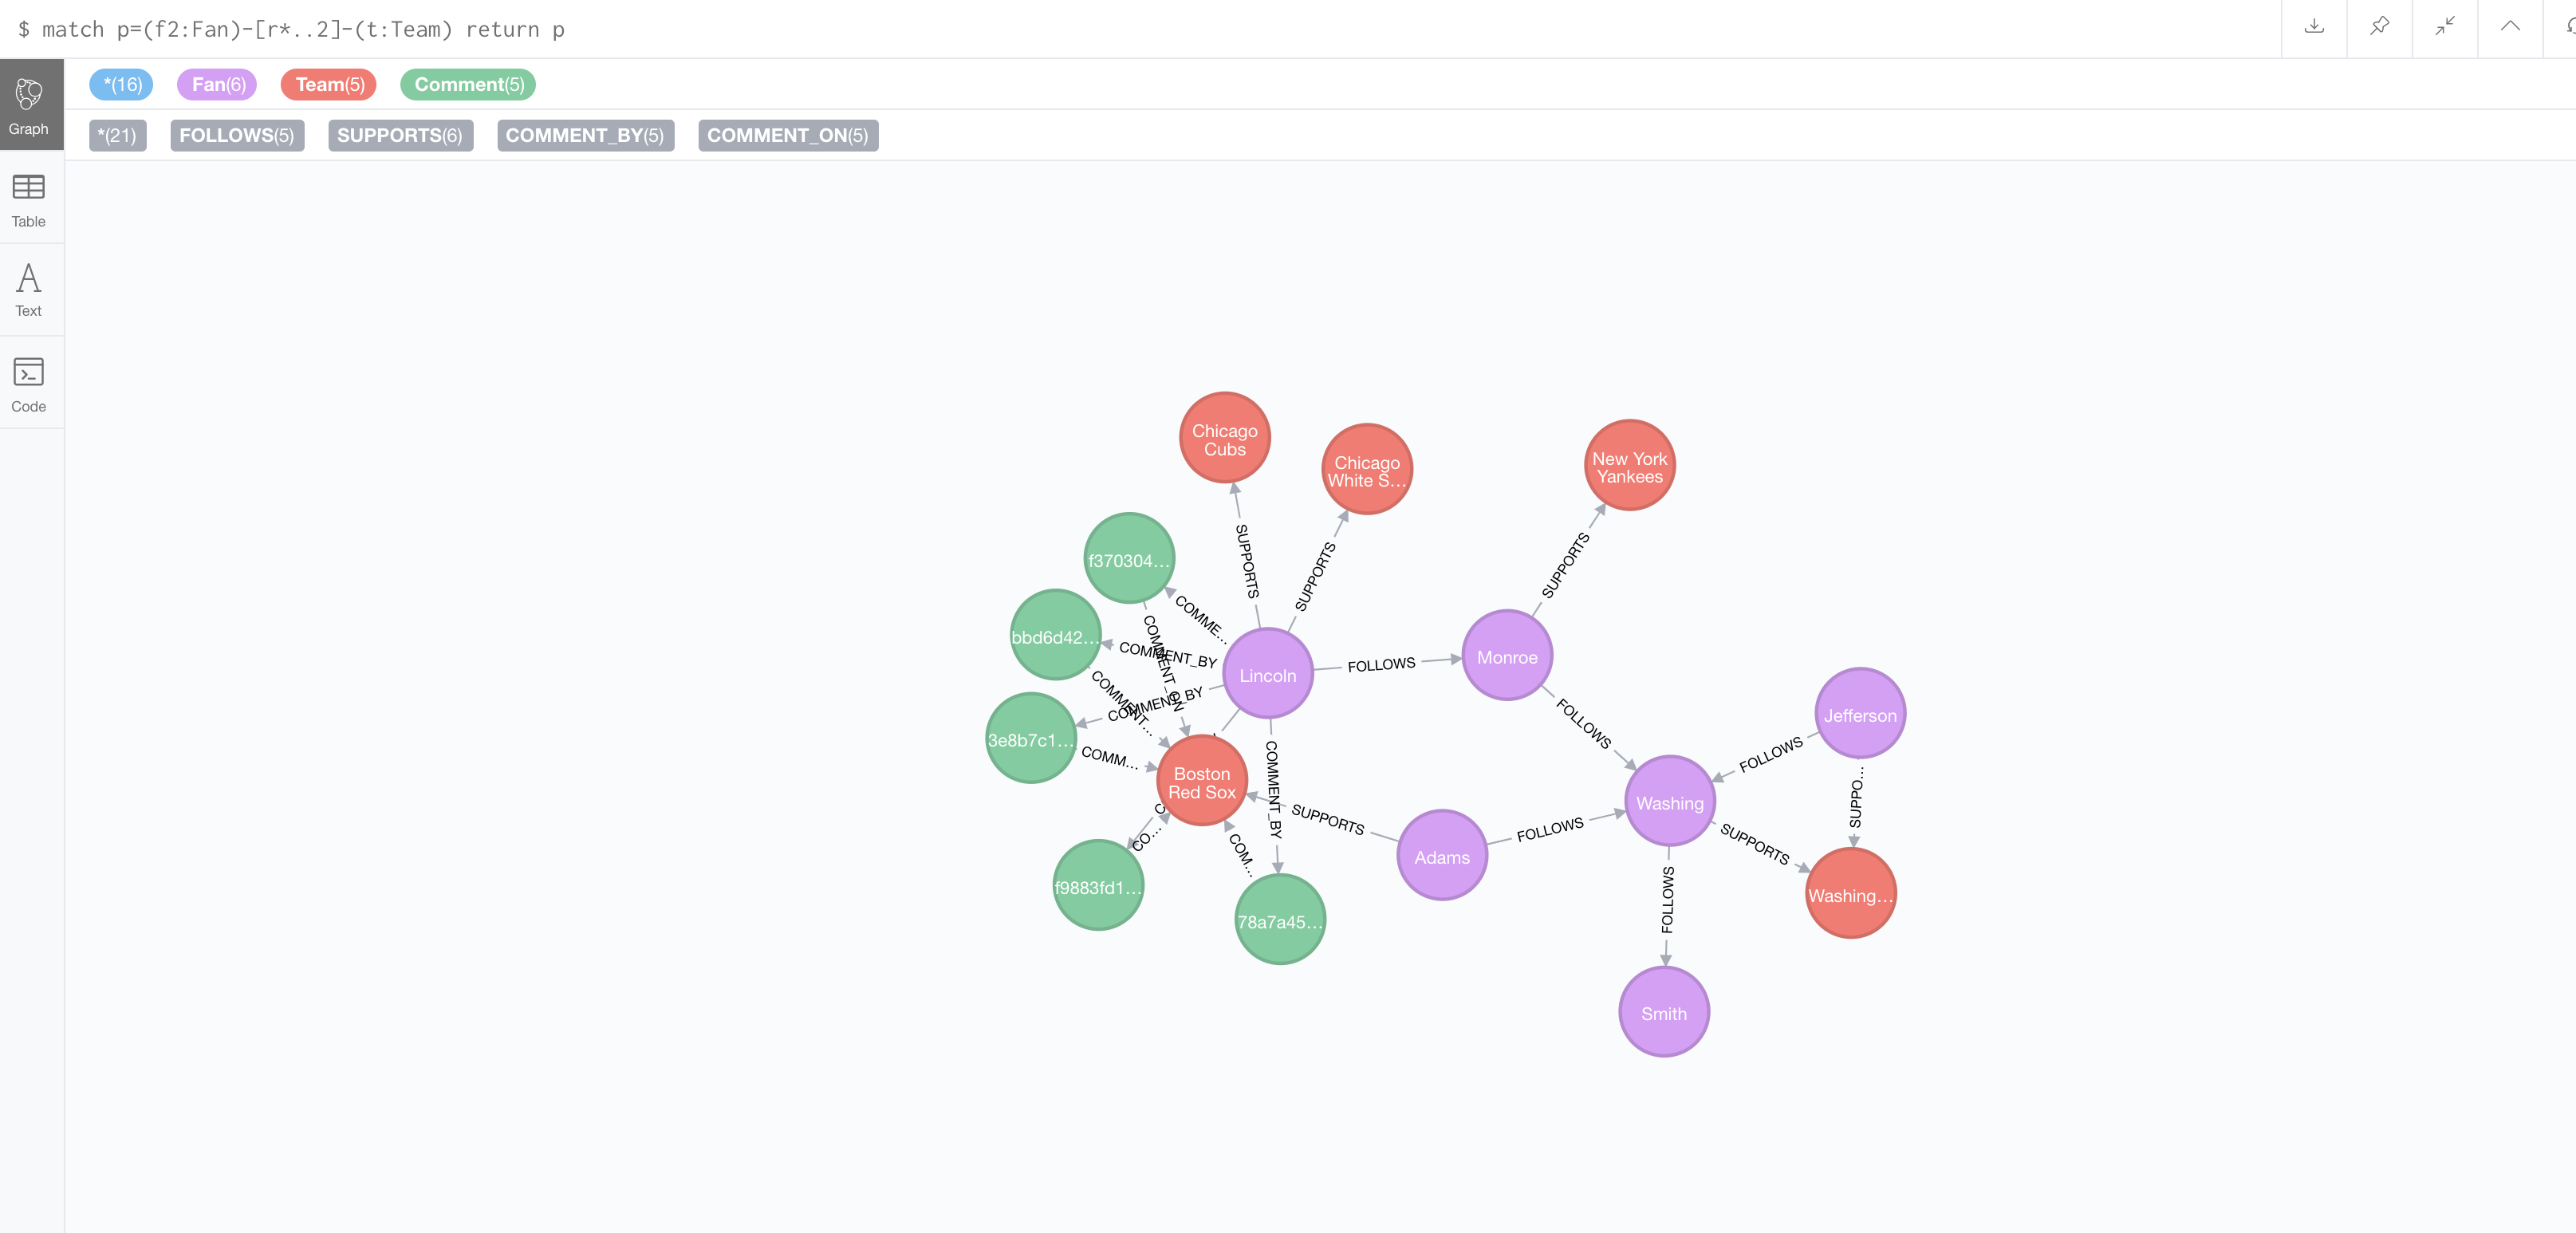 $ match p=(f2:Fan)-[r*..2]-(t:Team) return p
*(16) Fan(6) Team(5) Comment(5)
*(21) FOLLOWS(5) SUPPORTS(6) COMMENT_BY(5) COMMENT_ON(5)
Graph
Table
Text
Code
Chicago
Cubs
Chicago
White S...
New York
Yankees
SUPPORTS
SUPPORTS
SUPPORTS
f370304...
COMME...
bbd6d42...
COMMENT_BY
COMMENT_ON
Lincoln
FOLLOWS
Monroe
COMMENT...
COMMENT_BY
3e8b7c1...
COMM...
FOLLOWS
Jefferson
FOLLOWS
Boston
Red Sox
COMMENT_BY
SUPPORTS
Adams
FOLLOWS
Washing
SUPPO...
SUPPORTS
C
CO...
COM...
f9883fd1...
78a7a45...
FOLLOWS
Washing...
Smith